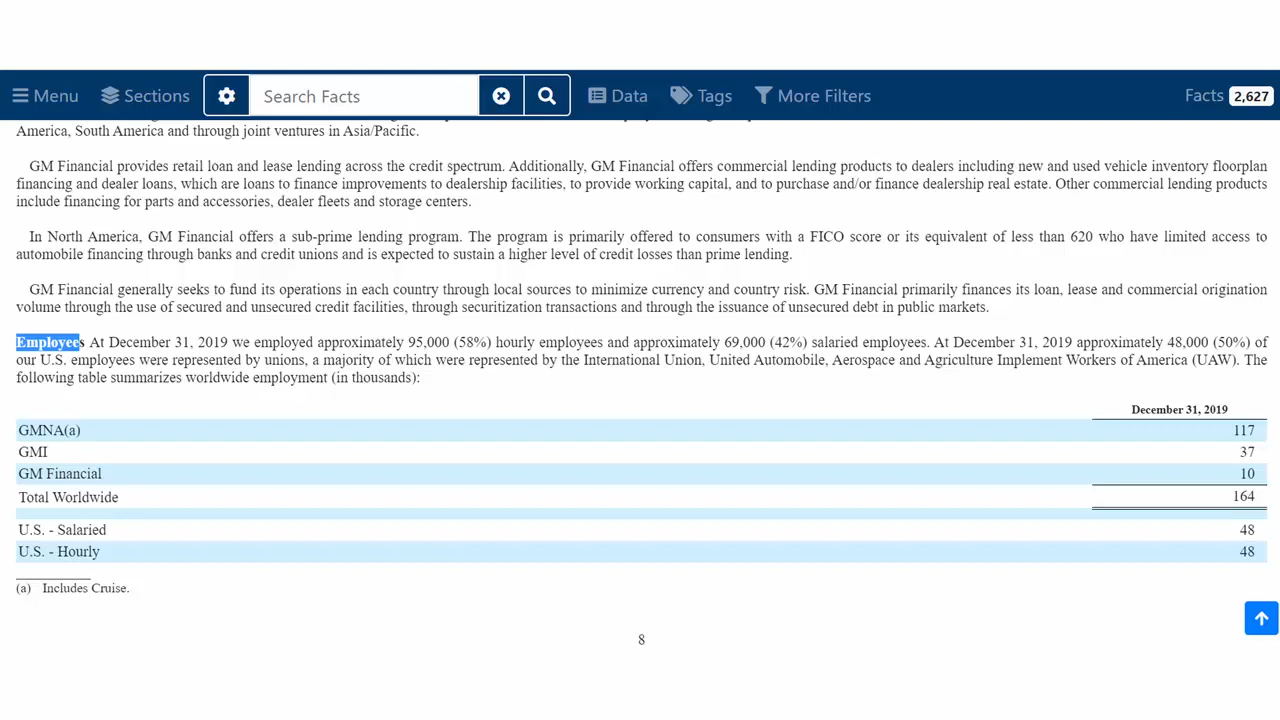 Menu Sections Search Facts Data Tags More Filters Facts 2,627
America, South America and through joint ventures in Asia/Pacific.
GM Financial provides retail loan and lease lending across the credit spectrum. Additionally, GM Financial offers commercial lending products to dealers including new and used vehicle inventory floorplan
financing and dealer loans, which are loans to finance improvements to dealership facilities, to provide working capital, and to purchase and/or finance dealership real estate. Other commercial lending products
include financing for parts and accessories, dealer fleets and storage centers.
In North America, GM Financial offers a sub-prime lending program. The program is primarily offered to consumers with a FICO score or its equivalent of less than 620 who have limited access to
automobile financing through banks and credit unions and is expected to sustain a higher level of credit losses than prime lending.
GM Financial generally seeks to fund its operations in each country through local sources to minimize currency and country risk. GM Financial primarily finances its loan, lease and commercial origination
volume through the use of secured and unsecured credit facilities, through securitization transactions and through the issuance of unsecured debt in public markets.
Employees At December 31, 2019 we employed approximately 95,000 (58%) hourly employees and approximately 69,000 (42%) salaried employees. At December 31, 2019 approximately 48,000 (50%) of
our U.S. employees were represented by unions, a majority of which were represented by the International Union, United Automobile, Aerospace and Agriculture Implement Workers of America (UAW). The
following table summarizes worldwide employment (in thousands):
December 31, 2019
GMNA(a) 117
GMI 37
GM Financial 10
Total Worldwide 164
U.S. - Salaried 48
U.S. - Hourly 48
(a) Includes Cruise.
8